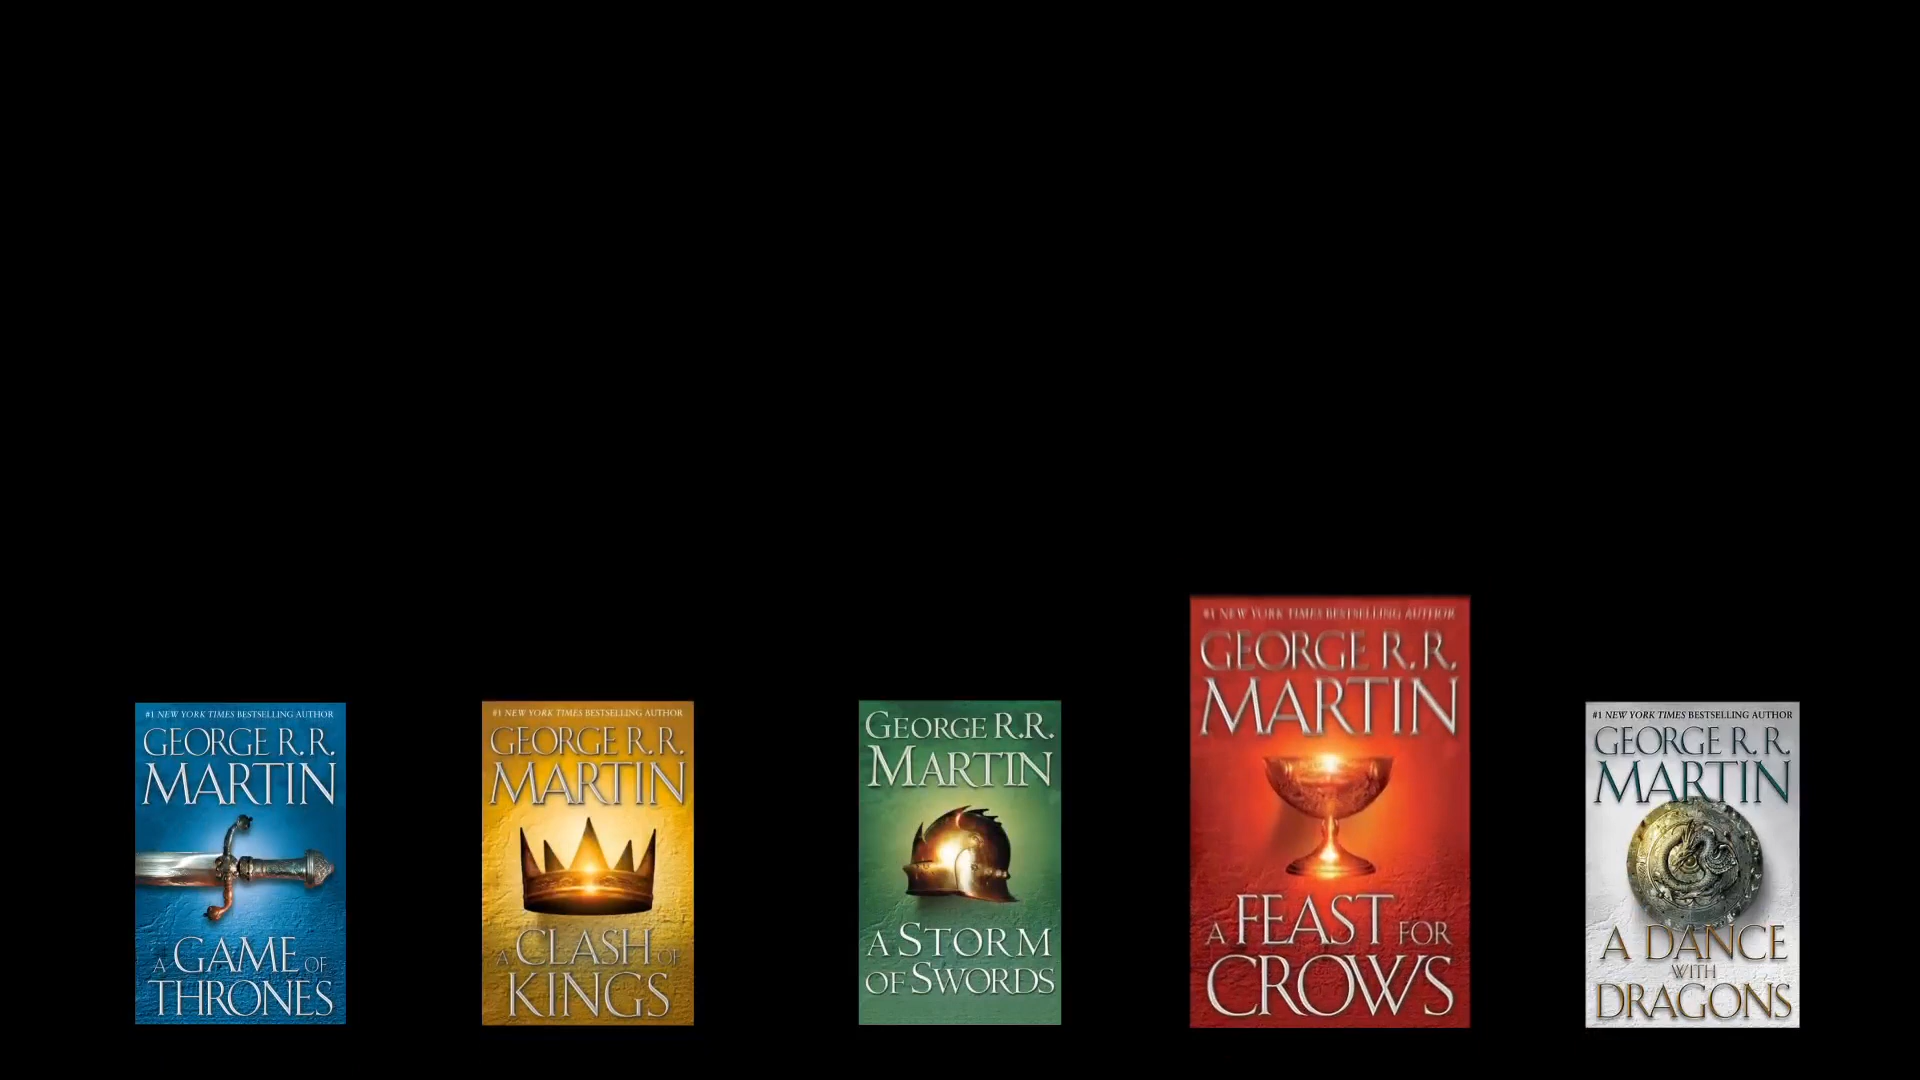 #1 NEW YORK TIMES BESTSELLING AUTHOR
GEORGE R.R.
MARTIN
A GAME OF
THRONES
#1 NEW YORK TIMES BESTSELLING AUTHOR
GEORGE R.R.
MARTIN
A CLASH OF
KINGS
GEORGE R.R.
MARTIN
A STORM
OF SWORDS
#1 NEW YORK TIMES BESTSELLING AUTHOR
GEORGE R.R.
MARTIN
A FEAST FOR
CROWS
#1 NEW YORK TIMES BESTSELLING AUTHOR
GEORGE R.R.
MARTIN
A DANCE
WITH
DRAGONS